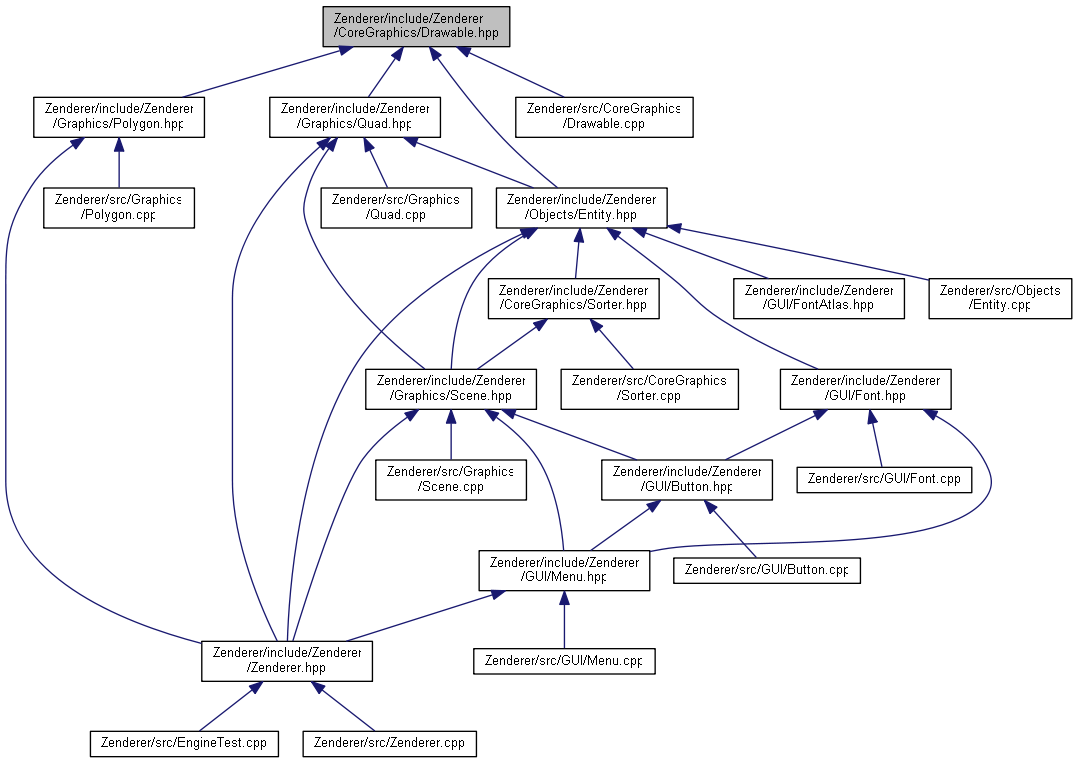 Zenderer/include/Zenderer
/CoreGraphics/Drawable.hpp
Zenderer/include/Zenderer
/Graphics/Polygon.hpp
Zenderer/include/Zenderer
/Graphics/Quad.hpp
Zenderer/src/CoreGraphics
/Drawable.cpp
Zenderer/src/Graphics
/Polygon.cpp
Zenderer/src/Graphics
/Quad.cpp
Zenderer/include/Zenderer
/Objects/Entity.hpp
Zenderer/include/Zenderer
/CoreGraphics/Sorter.hpp
Zenderer/include/Zenderer
/GUI/FontAtlas.hpp
Zenderer/src/Objects
/Entity.cpp
Zenderer/include/Zenderer
/Graphics/Scene.hpp
Zenderer/src/CoreGraphics
/Sorter.cpp
Zenderer/include/Zenderer
/GUI/Font.hpp
Zenderer/src/Graphics
/Scene.cpp
Zenderer/include/Zenderer
/GUI/Button.hpp
Zenderer/src/GUI/Font.cpp
Zenderer/include/Zenderer
/GUI/Menu.hpp
Zenderer/src/GUI/Button.cpp
Zenderer/include/Zenderer
/Zenderer.hpp
Zenderer/src/GUI/Menu.cpp
Zenderer/src/EngineTest.cpp
Zenderer/src/Zenderer.cpp